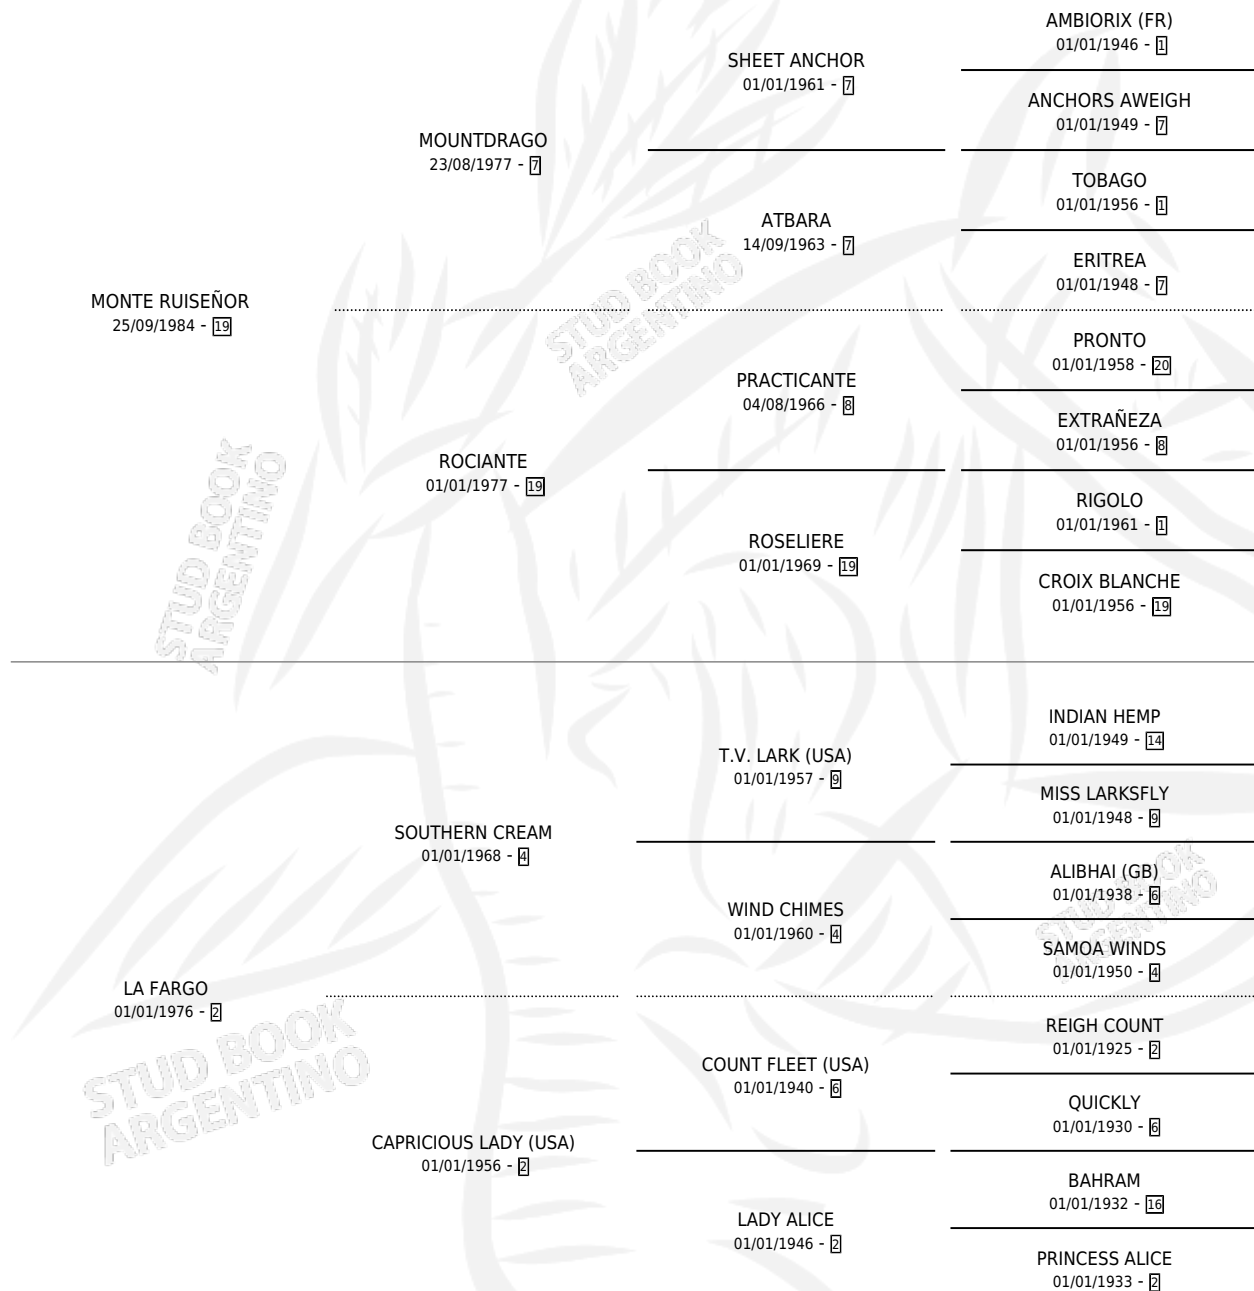 AMBIORIX (FR)
01/01/1946 - 1
SHEET ANCHOR
01/01/1961 - 7
ANCHORS AWEIGH
01/01/1949 - 7
MOUNTDRAGO
23/08/1977 - 7
TOBAGO
01/01/1956 - 1
ATBARA
14/09/1963 - 7
ERITREA
01/01/1948 - 7
MONTE RUISEÑOR
25/09/1984 - 19
STUD BOOK
ARGENTINO
PRONTO
01/01/1958 - 20
PRACTICANTE
04/08/1966 - 8
EXTRAÑEZA
01/01/1956 - 8
ROCIANTE
01/01/1977 - 19
RIGOLO
01/01/1961 - 1
ROSELIERE
01/01/1969 - 19
CROIX BLANCHE
01/01/1956 - 19
STUD BOOK
ARGENTINO
INDIAN HEMP
01/01/1949 - 14
T.V. LARK (USA)
01/01/1957 - 9
MISS LARKSFLY
01/01/1948 - 9
SOUTHERN CREAM
01/01/1968 - 4
ALIBHAI (GB)
01/01/1938 - 6
WIND CHIMES
01/01/1960 - 4
STUD BOOK
ARGENTINO
SAMOA WINDS
01/01/1950 - 4
LA FARGO
01/01/1976 - 2
STUD BOOK
ARGENTINO
REIGH COUNT
01/01/1925 - 2
COUNT FLEET (USA)
01/01/1940 - 6
QUICKLY
01/01/1930 - 6
CAPRICIOUS LADY (USA)
01/01/1956 - 2
BAHRAM
01/01/1932 - 16
LADY ALICE
01/01/1946 - 2
PRINCESS ALICE
01/01/1933 - 2